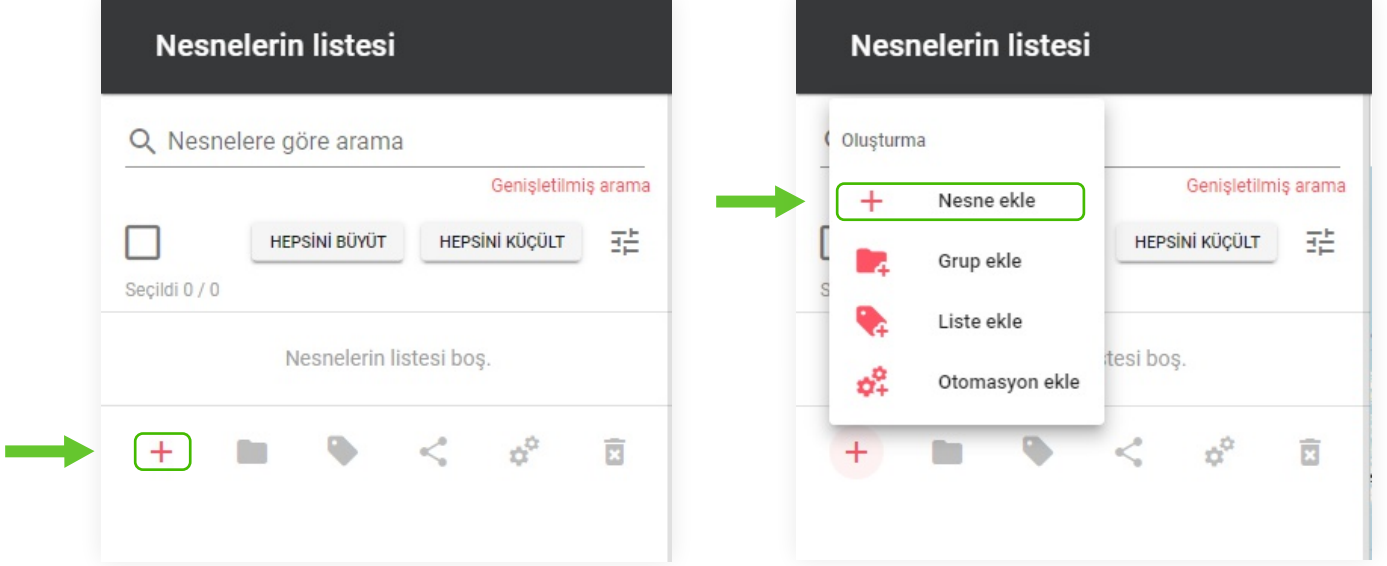 Nesnelerin listesi
Nesnelere göre arama
Genişletilmiş arama
HEPSİNİ BÜYÜT
HEPSİNİ KÜÇÜLT
Seçildi 0 / 0
Nesnelerin listesi boş.
Nesnelerin listesi
Oluşturma
Genişletilmiş arama
Nesne ekle
HEPSİNİ KÜÇÜLT
Grup ekle
Liste ekle
tesi boş.
Otomasyon ekle